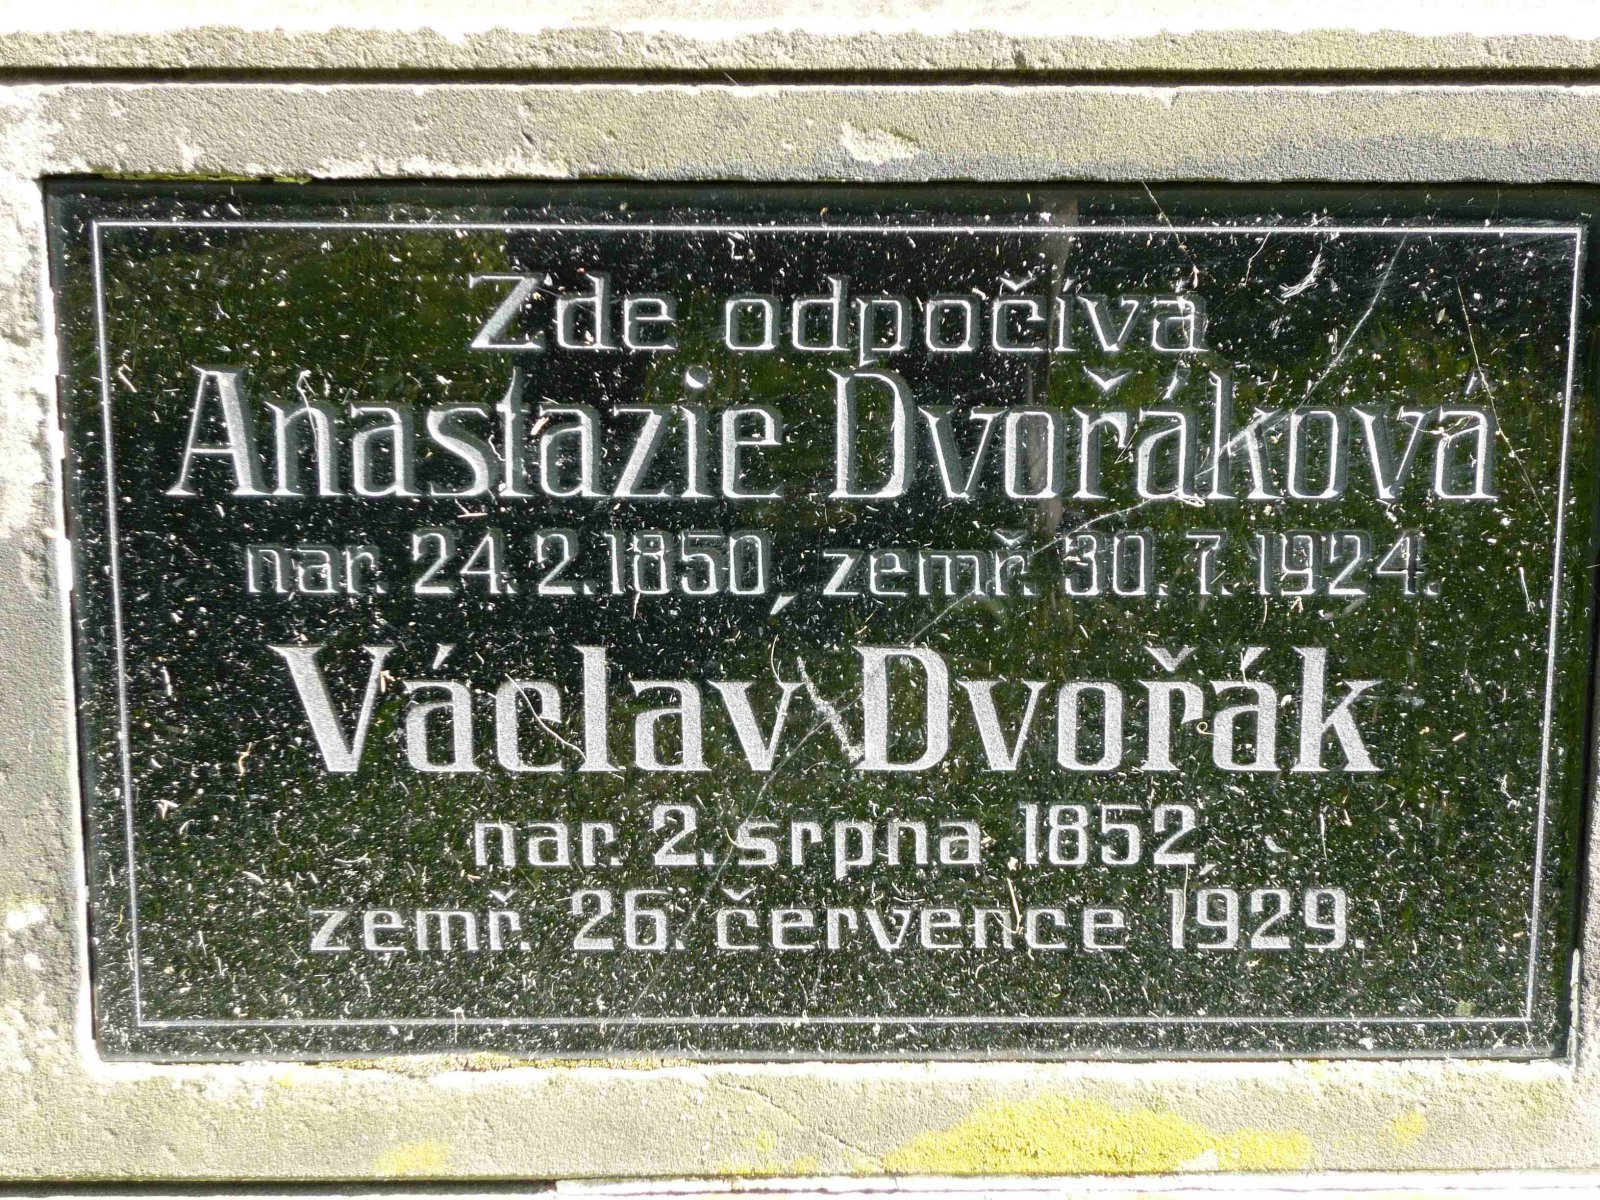 Zde odpočívá
Anastazie Dvořáková
nar. 24. 2. 1850, zemř. 30. 7. 1924.
Václav Dvořák
nar. 2. srpna 1852,
zemř. 26. července 1929.